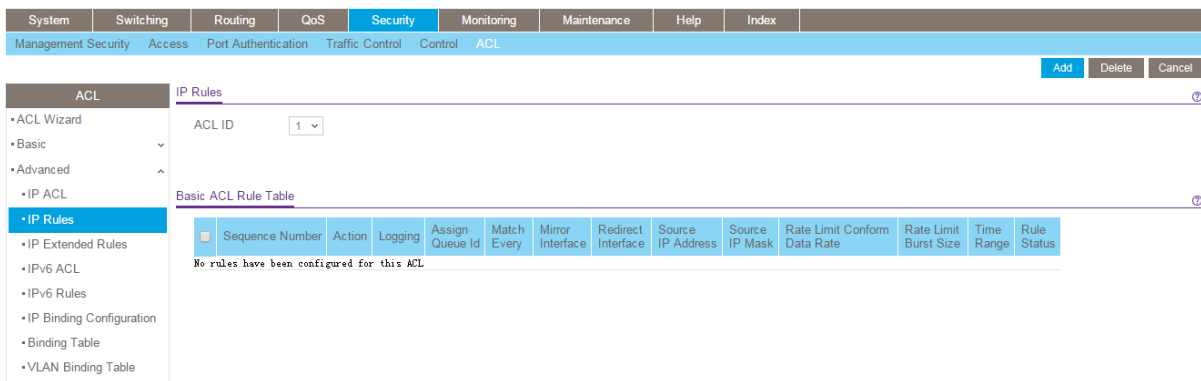 System Switching Routing QoS Security Monitoring Maintenance Help Index
Management Security Access Port Authentication Traffic Control Control ACL
Add Delete Cancel
ACL
ACL Wizard
Basic
Advanced
IP ACL
IP Rules
IP Extended Rules
IPv6 ACL
IPv6 Rules
IP Binding Configuration
Binding Table
VLAN Binding Table
IP Rules
ACL ID 1
Basic ACL Rule Table
Sequence Number Action Logging Assign Queue Id Match Every Mirror Interface Redirect Interface Source IP Address Source IP Mask Rate Limit Conform Data Rate Rate Limit Burst Size Time Range Rule Status
No rules have been configured for this ACL